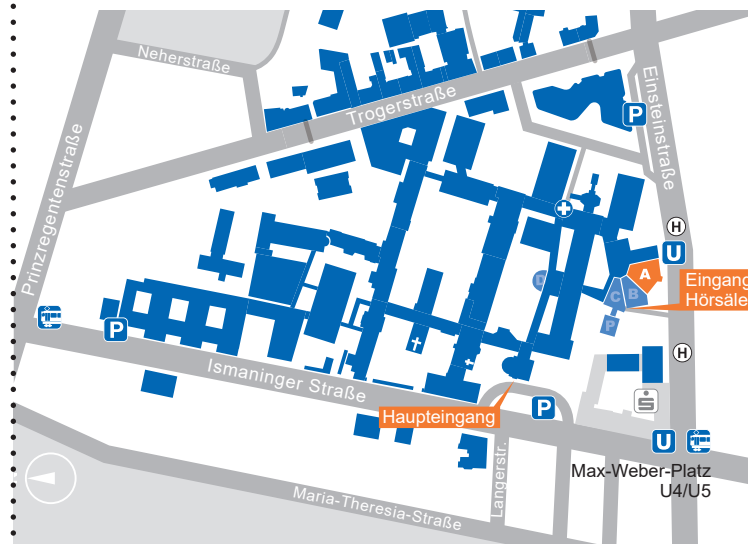 Neherstraße
Trogerstraße
Einsteinstraße
P
Prinzregentenstraße
H
U
A
D
C
B
Eingang
Hörsäle
P
P
Ismaninger Straße
H
S
Haupteingang
P
U
Langerstr.
Max-Weber-Platz
U4/U5
Maria-Theresia-Straße